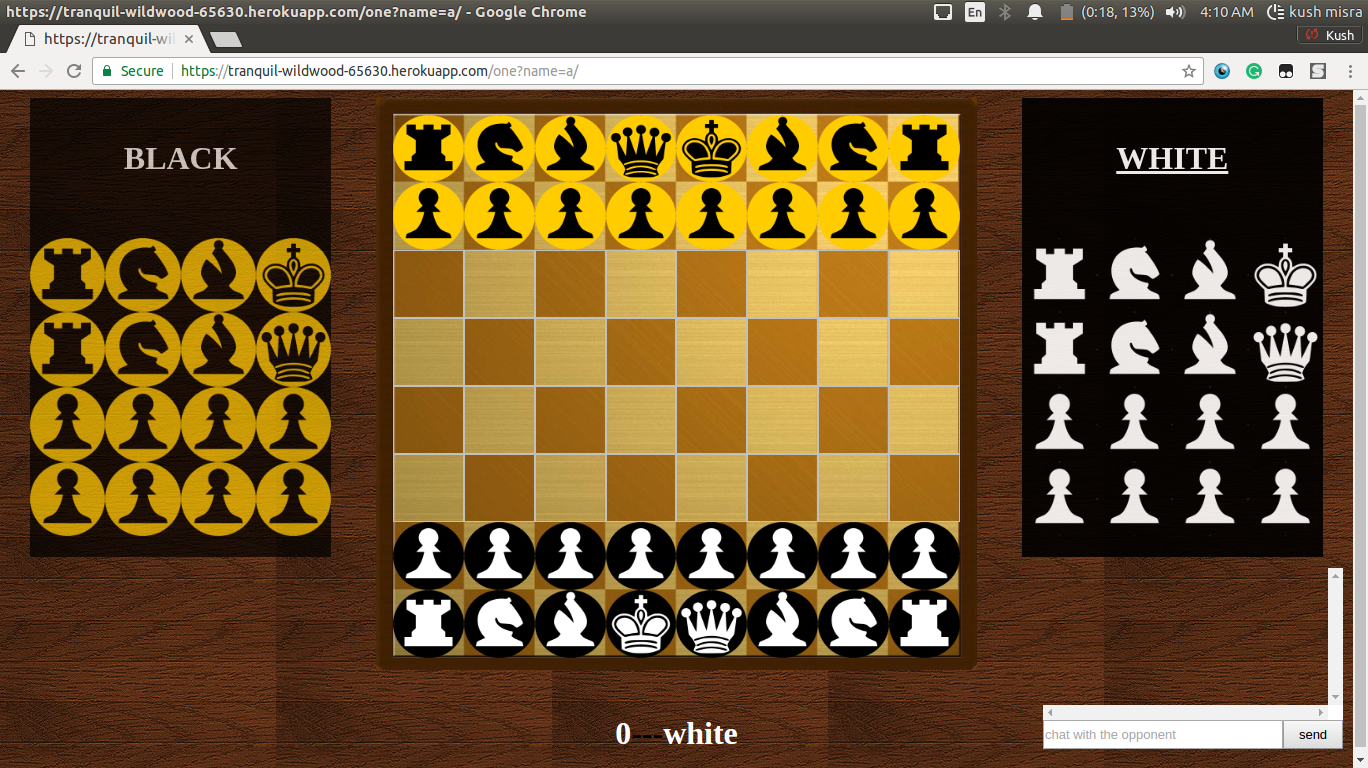 https://tranquil-wildwood-65630.herokuapp.com/one?name=a/ - Google Chrome
En
(0:18, 13%)
4:10 AM
kush misra
https://tranquil-wil
Kush
Secure
https://tranquil-wildwood-65630.herokuapp.com/one?name=a/
BLACK
WHITE
0---white
chat with the opponent
send